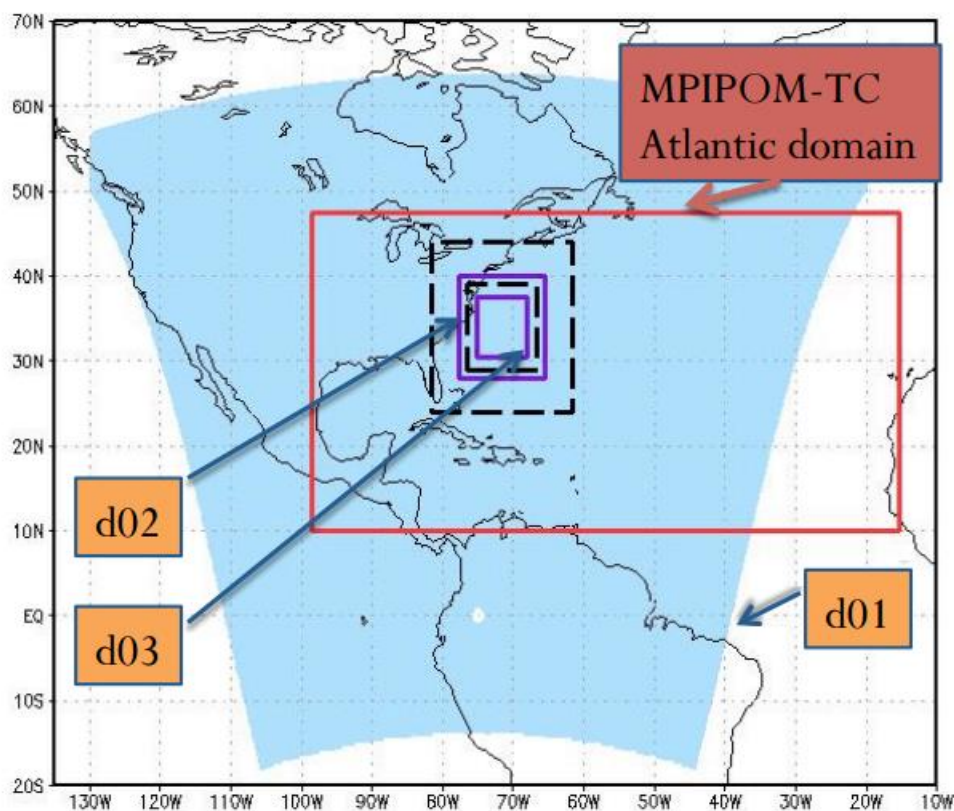 70N
60N
50N
40N
30N
20N
10N
EQ
10S
20S
MPIPOM-TC
Atlantic domain
d02
d03
d01
130W 120W 110W 100W 90W 80W 70W 60W 50W 40W 30W 20W 10W